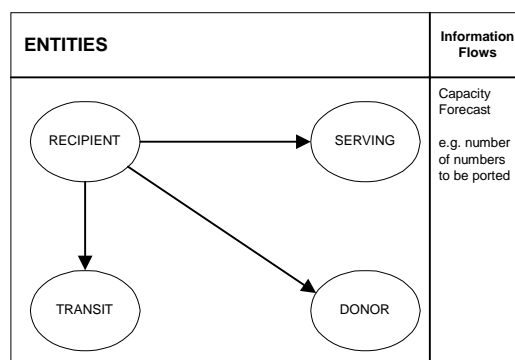 ENTITIES
Information
Flows
RECIPIENT
SERVING
TRANSIT
DONOR
Capacity
Forecast
e.g. number
of numbers
to be ported